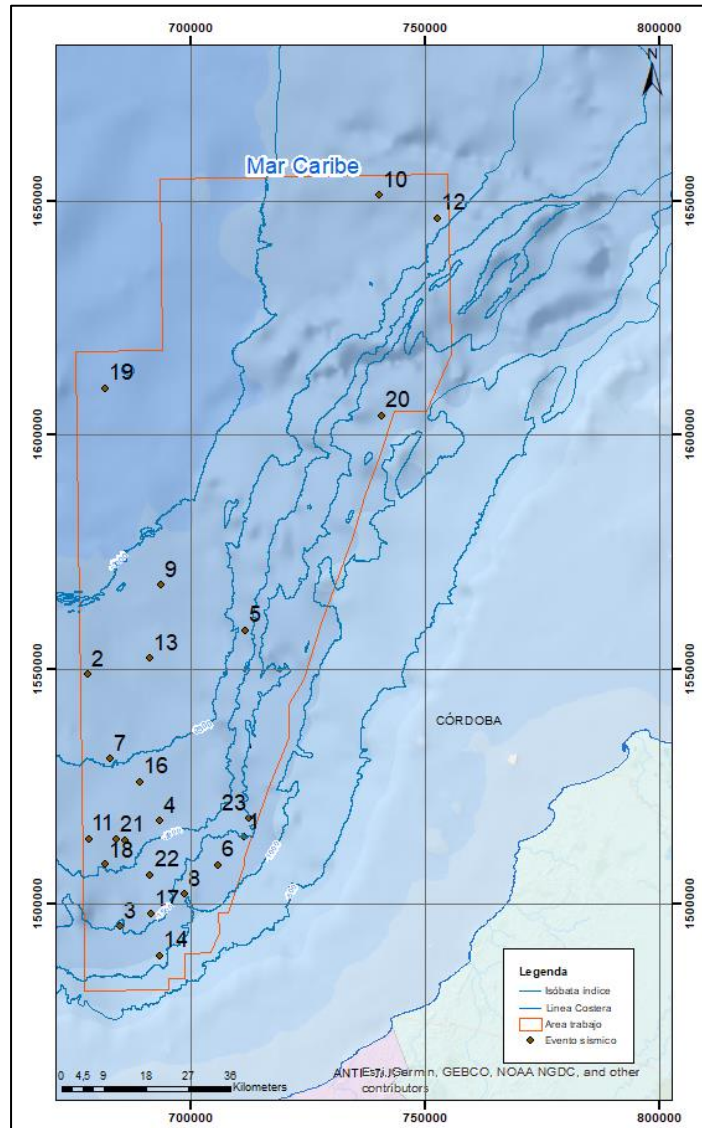 700000 750000 800000
N
Mar Caribe
10
1650000 1650000
12
19
20
1600000 1600000
9
5
13
2
1550000 1550000
CÓRDOBA
7
16
4
23
1
11
21
18
6
22
8
17
3
1500000 1500000
14
Legenda
Isóbata índice
Linea Costera
Area trabajo
Evento sísmico
0 4,5 9 18 27 36
Kilometers
GEBCO, NOAA NGDC, and other
contributors
700000 750000 800000